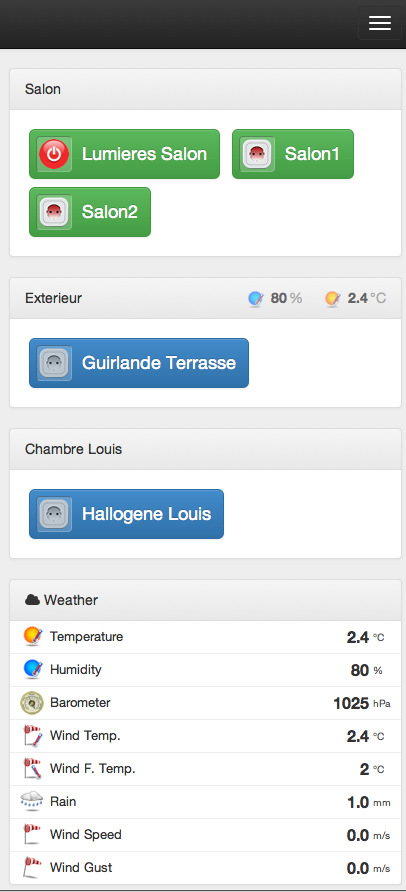 Salon
Lumieres Salon Salon1
Salon2
Exterieur 80 % 2.4 °C
Guirlande Terrasse
Chambre Louis
Hallogene Louis
Weather
Temperature 2.4 °C
Humidity 80 %
Barometer 1025 hPa
Wind Temp. 2.4 °C
Wind F. Temp. 2 °C
Rain 1.0 mm
Wind Speed 0.0 m/s
Wind Gust 0.0 m/s